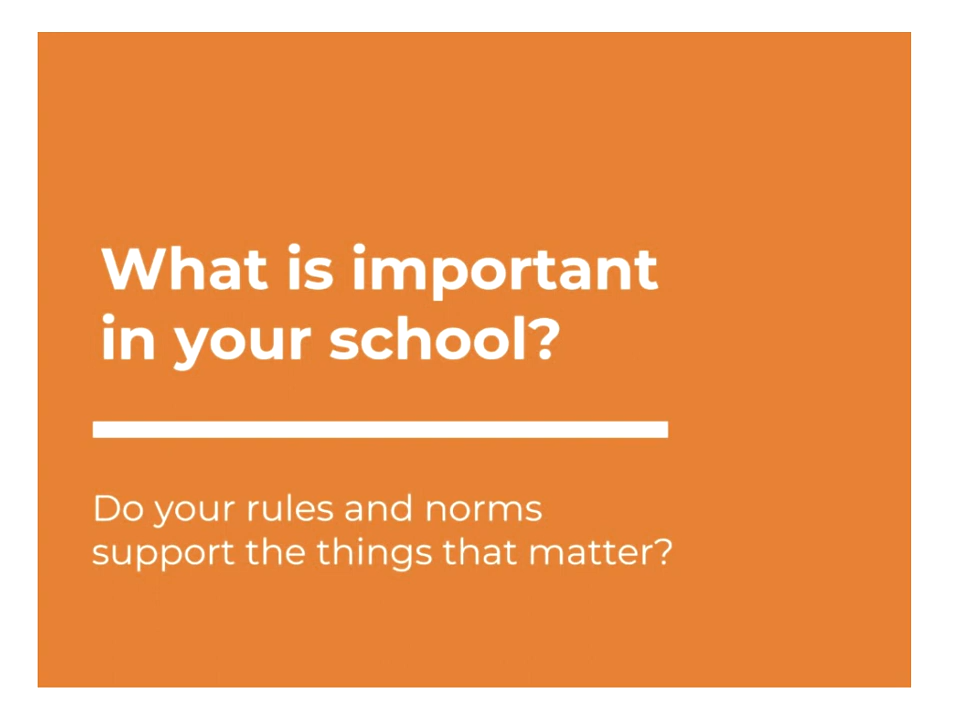 What is important
in your school?
Do your rules and norms
support the things that matter?